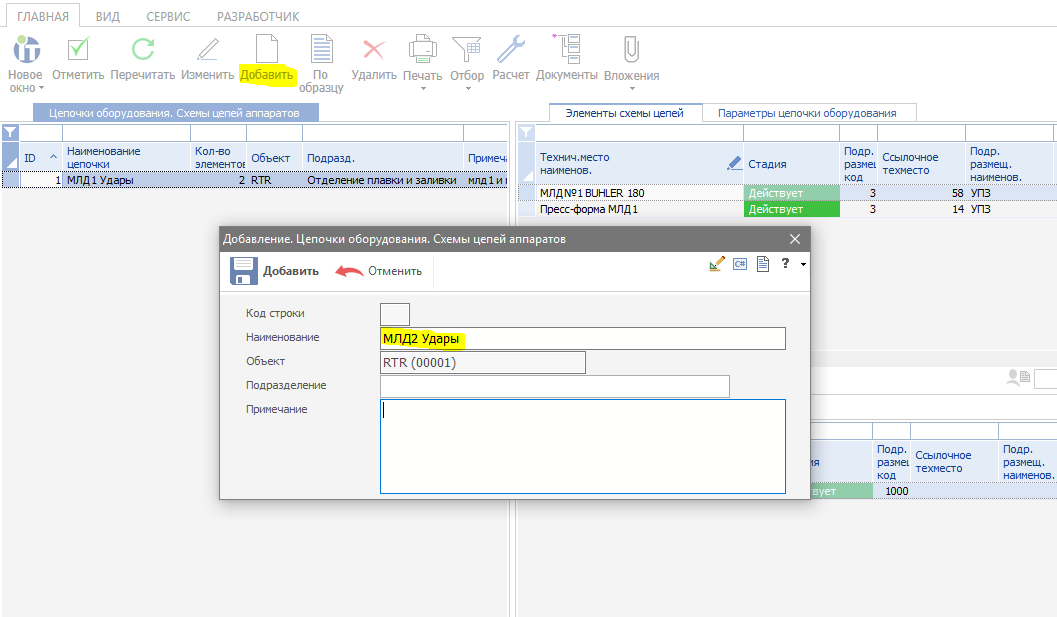 ГЛАВНАЯ ВИД СЕРВИС РАЗРАБОТЧИК
Новое окно Отметить Перечитать Изменить Добавить По образцу Удалить Печать Отбор Расчет Документы Вложения
Цепочки оборудования. Схемы цепей аппаратов
ID Наименование цепочки Кол-во элементов Объект Подразд. Примеча
1 МЛД1 Удары 2 RTR Отделение плавки и заливки млд1 и
Элементы схемы цепей Параметры цепочки оборудования
Технич.место наименов. Стадия Подр. размещ код Ссылочное техместо Подр. размещ. наименов.
МЛД№1 BUHLER 180 Действует 3 58 УПЗ
Пресс-форма МЛД1 Действует 3 14 УПЗ
Добавление. Цепочки оборудования. Схемы цепей аппаратов
Добавить Отменить C# ?
Код строки
Наименование МЛД2 Удары
Объект RTR (00001)
Подразделение
Примечание
ия Подр. размещ код Ссылочное техместо Подр. размещ. наименов.
вует 1000